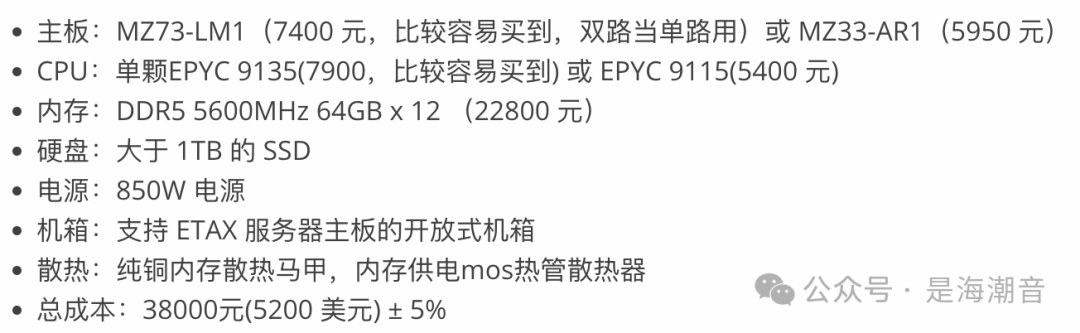 • 主板：MZ73-LM1（7400 元，比较容易买到，双路当单路用）或 MZ33-AR1（5950 元）
• CPU：单颗EPYC 9135(7900，比较容易买到) 或 EPYC 9115(5400 元)
• 内存：DDR5 5600MHz 64GB x 12 （22800 元）
• 硬盘：大于 1TB 的 SSD
• 电源：850W 电源
• 机箱：支持 ETAX 服务器主板的开放式机箱
• 散热：纯铜内存散热马甲，内存供电mos热管散热器
• 总成本：38000元(5200 美元) ± 5%
公众号 · 是海潮音